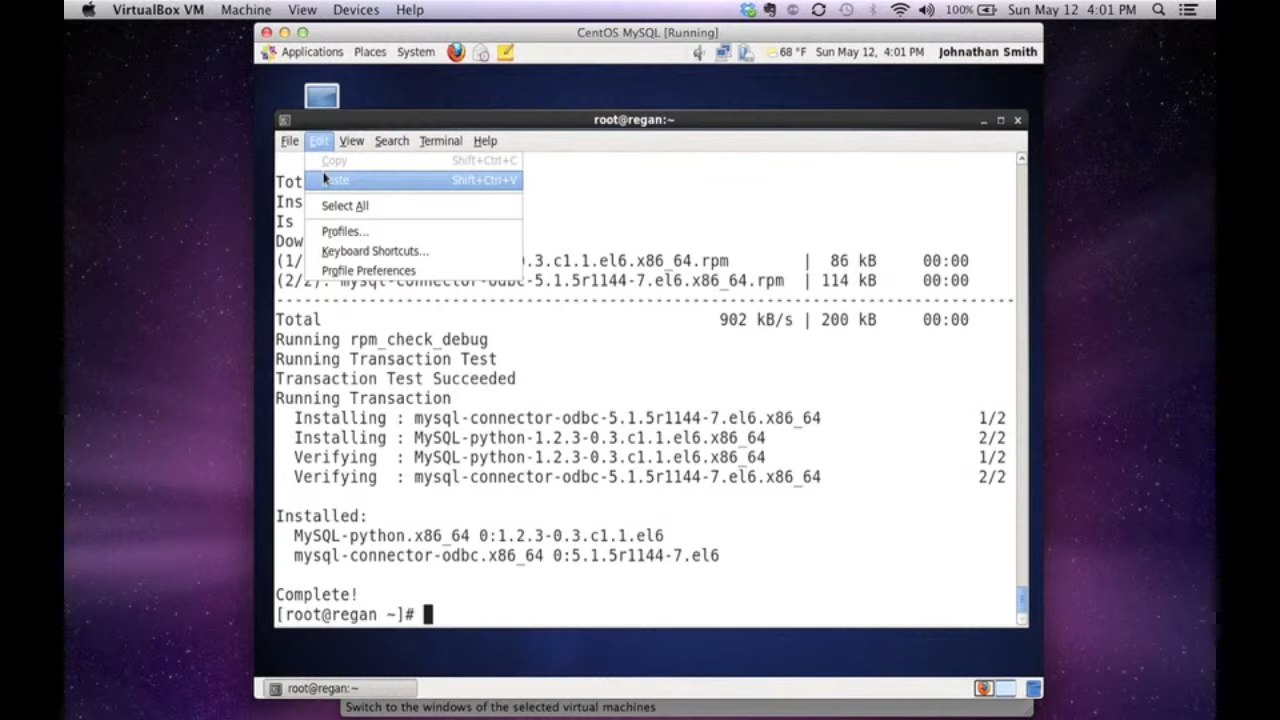 VirtualBox VM Machine View Devices Help 100% Sun May 12 4:01 PM
CentOS MySQL [Running]
Applications Places System 68 °F Sun May 12, 4:01 PM Johnathan Smith
root@regan:~
File Edit View Search Terminal Help
Copy Shift+Ctrl+C
Tot Shift+Ctrl+V
Ins Select All
Is Profiles...
Dow Keyboard Shortcuts...
(1/ .3.c1.1.el6.x86_64.rpm | 86 kB 00:00
Profile Preferences
(2/2): mysql-connector-odbc-5.1.5r1144-7.el6.x86_64.rpm | 114 kB 00:00
--------------------------------------------------------------------------------
Total 902 kB/s | 200 kB 00:00
Running rpm_check_debug
Running Transaction Test
Transaction Test Succeeded
Running Transaction
Installing : mysql-connector-odbc-5.1.5r1144-7.el6.x86_64 1/2
Installing : MySQL-python-1.2.3-0.3.c1.1.el6.x86_64 2/2
Verifying : MySQL-python-1.2.3-0.3.c1.1.el6.x86_64 1/2
Verifying : mysql-connector-odbc-5.1.5r1144-7.el6.x86_64 2/2
Installed:
MySQL-python.x86_64 0:1.2.3-0.3.c1.1.el6
mysql-connector-odbc.x86_64 0:5.1.5r1144-7.el6
Complete!
[root@regan ~]#
root@regan:~
Switch to the windows of the selected virtual machines